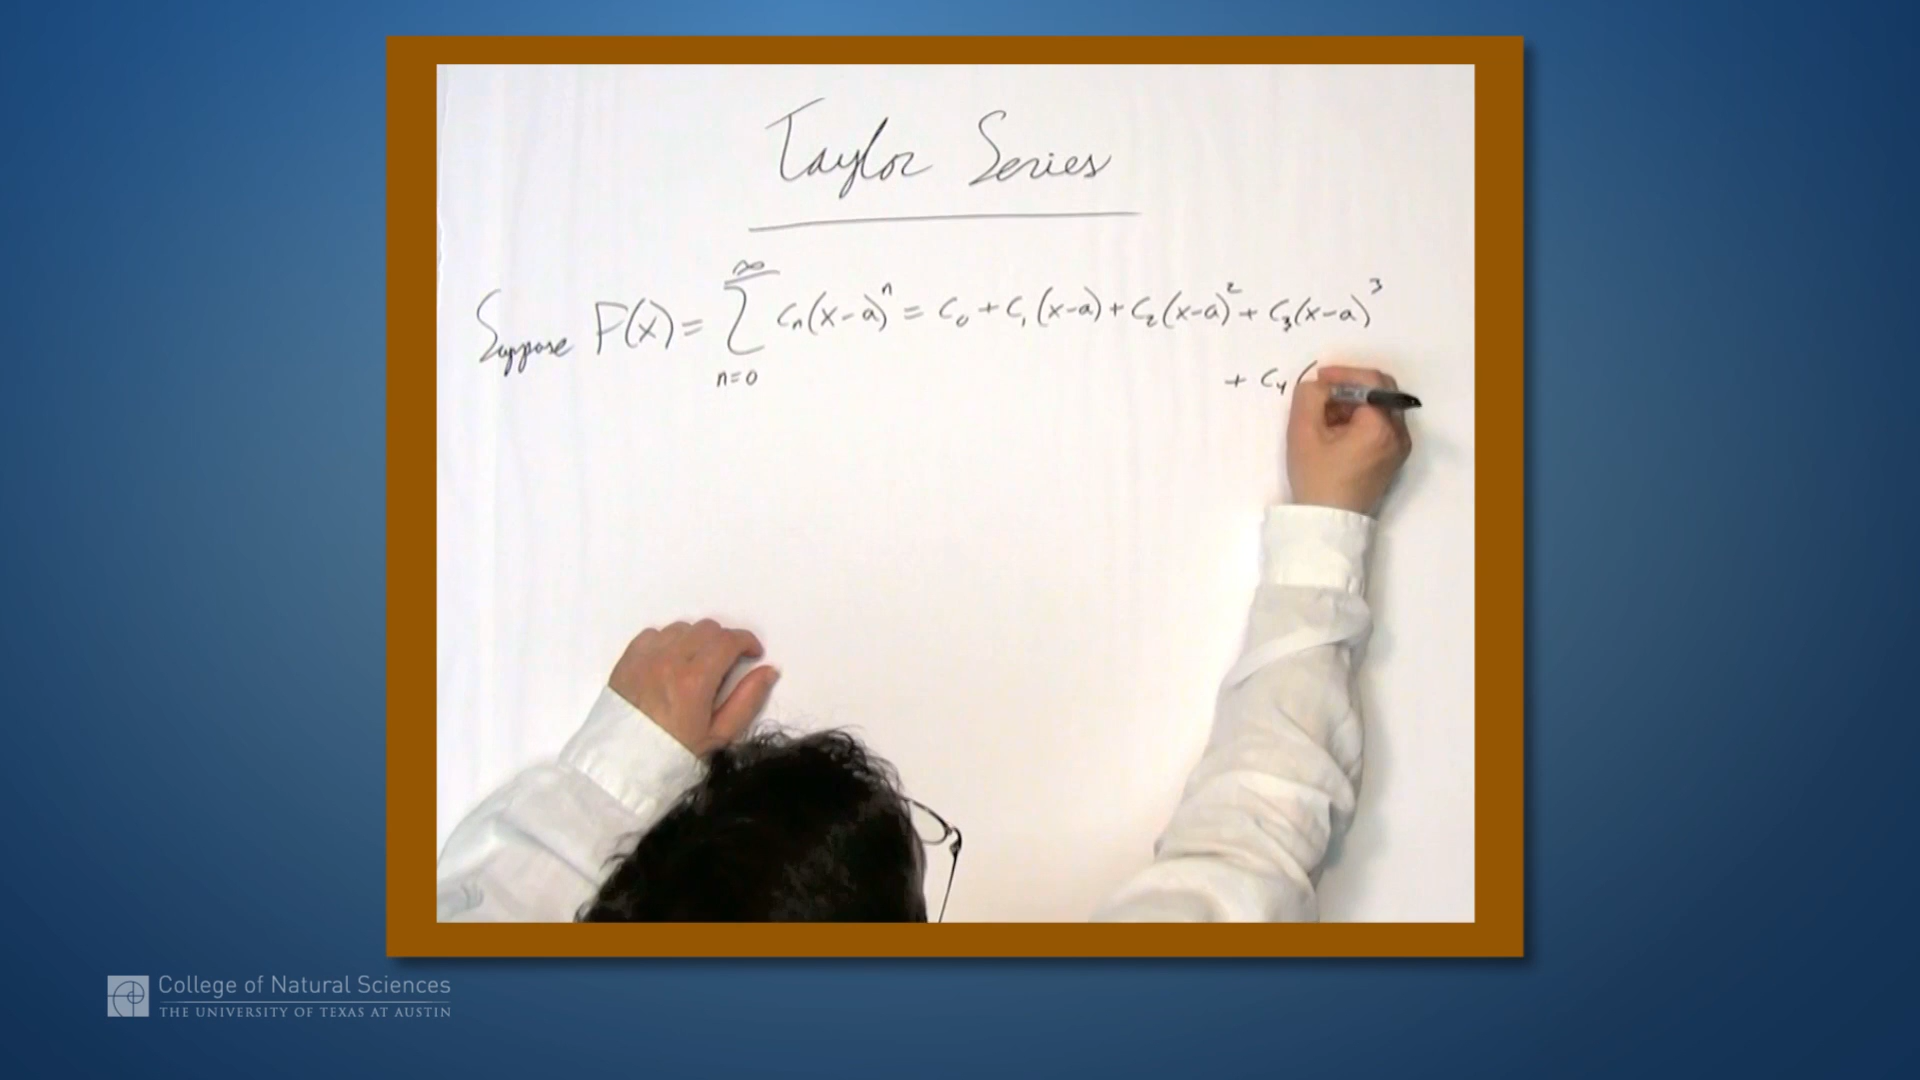 Taylor Series
Suppose F(x) = ∑_{n=0}^{∞} c_n(x-a)^n = c_0 + c_1(x-a) + c_2(x-a)^2 + c_3(x-a)^3
+ c_4(
College of Natural Sciences
THE UNIVERSITY OF TEXAS AT AUSTIN